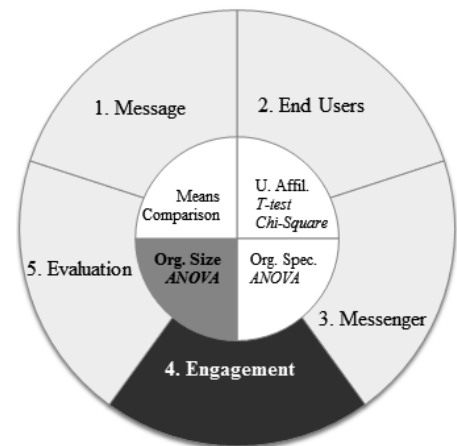 1. Message
2. End Users
Means
Comparison
U. Affil.
T-test
Chi-Square
5. Evaluation
Org. Size
ANOVA
Org. Spec.
ANOVA
3. Messenger
4. Engagement